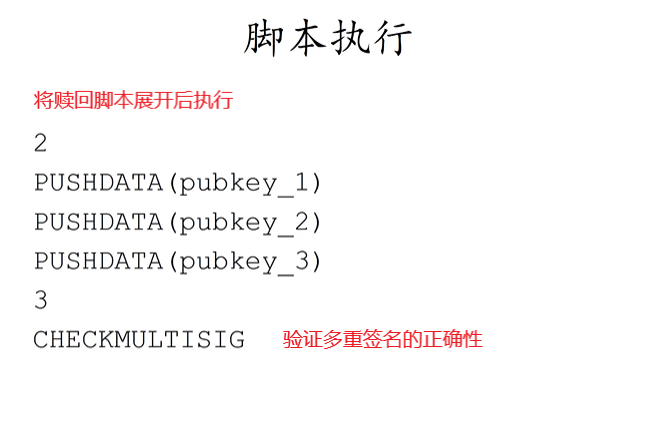 脚本执行
将赎回脚本展开后执行
2
PUSHDATA(pubkey_1)
PUSHDATA(pubkey_2)
PUSHDATA(pubkey_3)
3
CHECKMULTISIG 验证多重签名的正确性